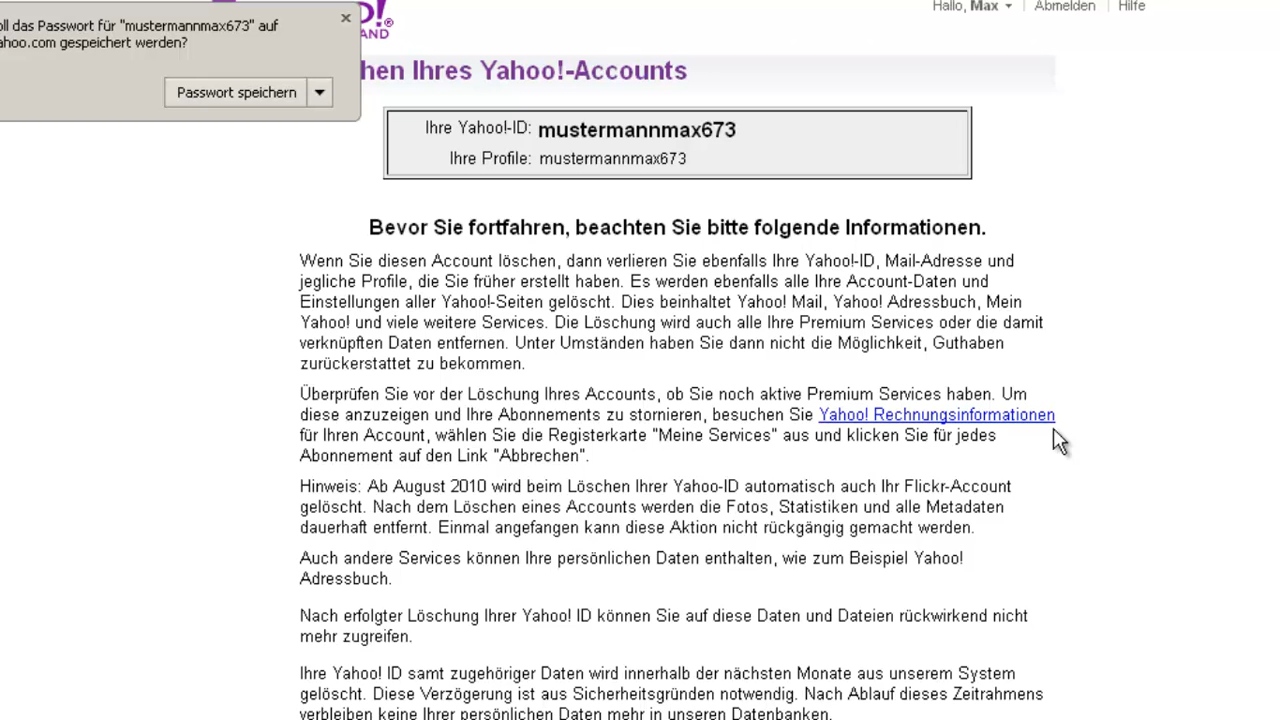 Hallo, Max | Abmelden | Hilfe
das Passwort für "mustermannmax673" auf
gespeichert werden?
Passwort speichern
Ihres Yahoo!-Accounts
Ihre Yahoo!-ID: mustermannmax673
Ihre Profile: mustermannmax673
Bevor Sie fortfahren, beachten Sie bitte folgende Informationen.
Wenn Sie diesen Account löschen, dann verlieren Sie ebenfalls Ihre Yahoo!-ID, Mail-Adresse und
jegliche Profile, die Sie früher erstellt haben. Es werden ebenfalls alle Ihre Account-Daten und
Einstellungen aller Yahoo!-Seiten gelöscht. Dies beinhaltet Yahoo! Mail, Yahoo! Adressbuch, Mein
Yahoo! und viele weitere Services. Die Löschung wird auch alle Ihre Premium Services oder die damit
verknüpften Daten entfernen. Unter Umständen haben Sie dann nicht die Möglichkeit, Guthaben
zurückerstattet zu bekommen.
Überprüfen Sie vor der Löschung Ihres Accounts, ob Sie noch aktive Premium Services haben. Um
diese anzuzeigen und Ihre Abonnements zu stornieren, besuchen Sie Yahoo! Rechnungsinformationen
für Ihren Account, wählen Sie die Registerkarte "Meine Services" aus und klicken Sie für jedes
Abonnement auf den Link "Abbrechen".
Hinweis: Ab August 2010 wird beim Löschen Ihrer Yahoo-ID automatisch auch Ihr Flickr-Account
gelöscht. Nach dem Löschen eines Accounts werden die Fotos, Statistiken und alle Metadaten
dauerhaft entfernt. Einmal angefangen kann diese Aktion nicht rückgängig gemacht werden.
Auch andere Services können Ihre persönlichen Daten enthalten, wie zum Beispiel Yahoo!
Adressbuch.
Nach erfolgter Löschung Ihrer Yahoo! ID können Sie auf diese Daten und Dateien rückwirkend nicht
mehr zugreifen.
Ihre Yahoo! ID samt zugehöriger Daten wird innerhalb der nächsten Monate aus unserem System
gelöscht. Diese Verzögerung ist aus Sicherheitsgründen notwendig. Nach Ablauf dieses Zeitrahmens
verbleiben keine Ihrer persönlichen Daten mehr in unseren Datenbanken.